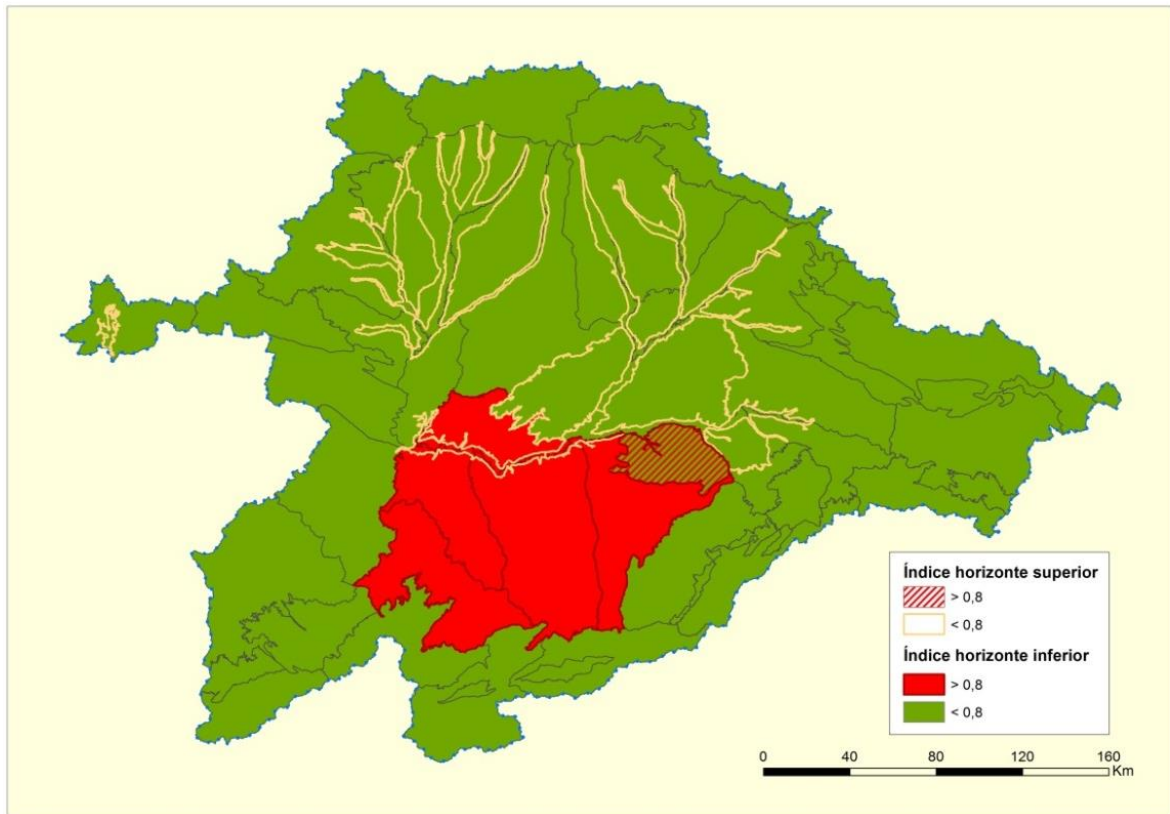 Índice horizonte superior
> 0,8
< 0,8
Índice horizonte inferior
> 0,8
< 0,8
0 40 80 120 160
Km